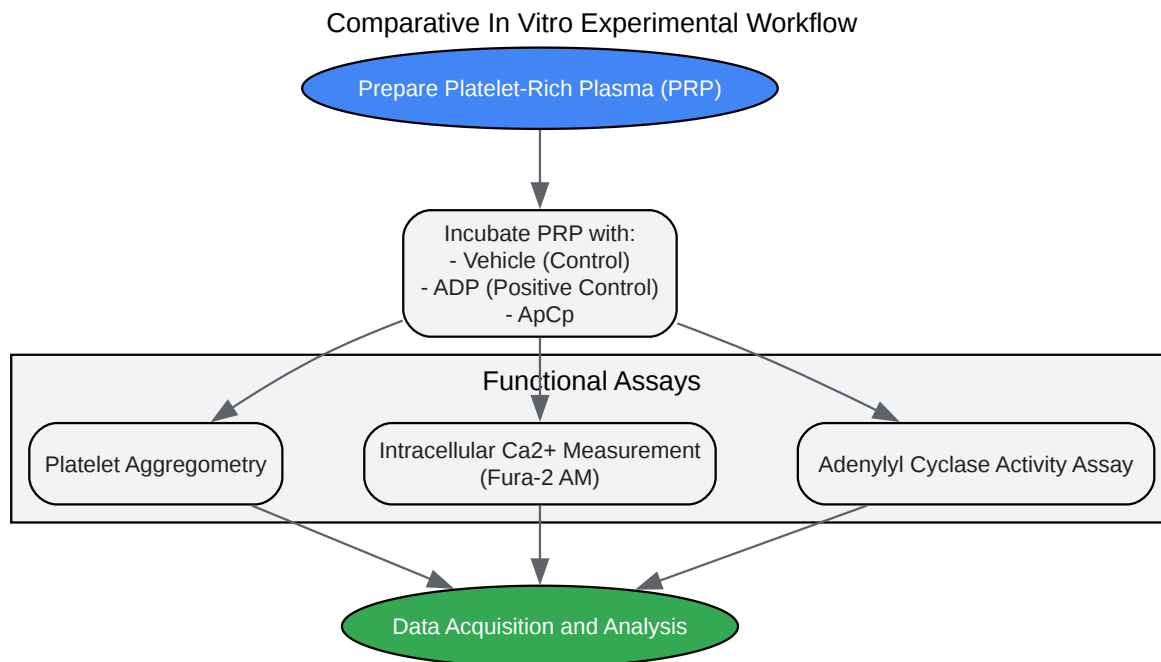 Comparative In Vitro Experimental Workflow
Prepare Platelet-Rich Plasma (PRP)
Incubate PRP with:
- Vehicle (Control)
- ADP (Positive Control)
- ApCp
Functional Assays
Platelet Aggregometry
Intracellular Ca2+ Measurement
(Fura-2 AM)
Adenylyl Cyclase Activity Assay
Data Acquisition and Analysis